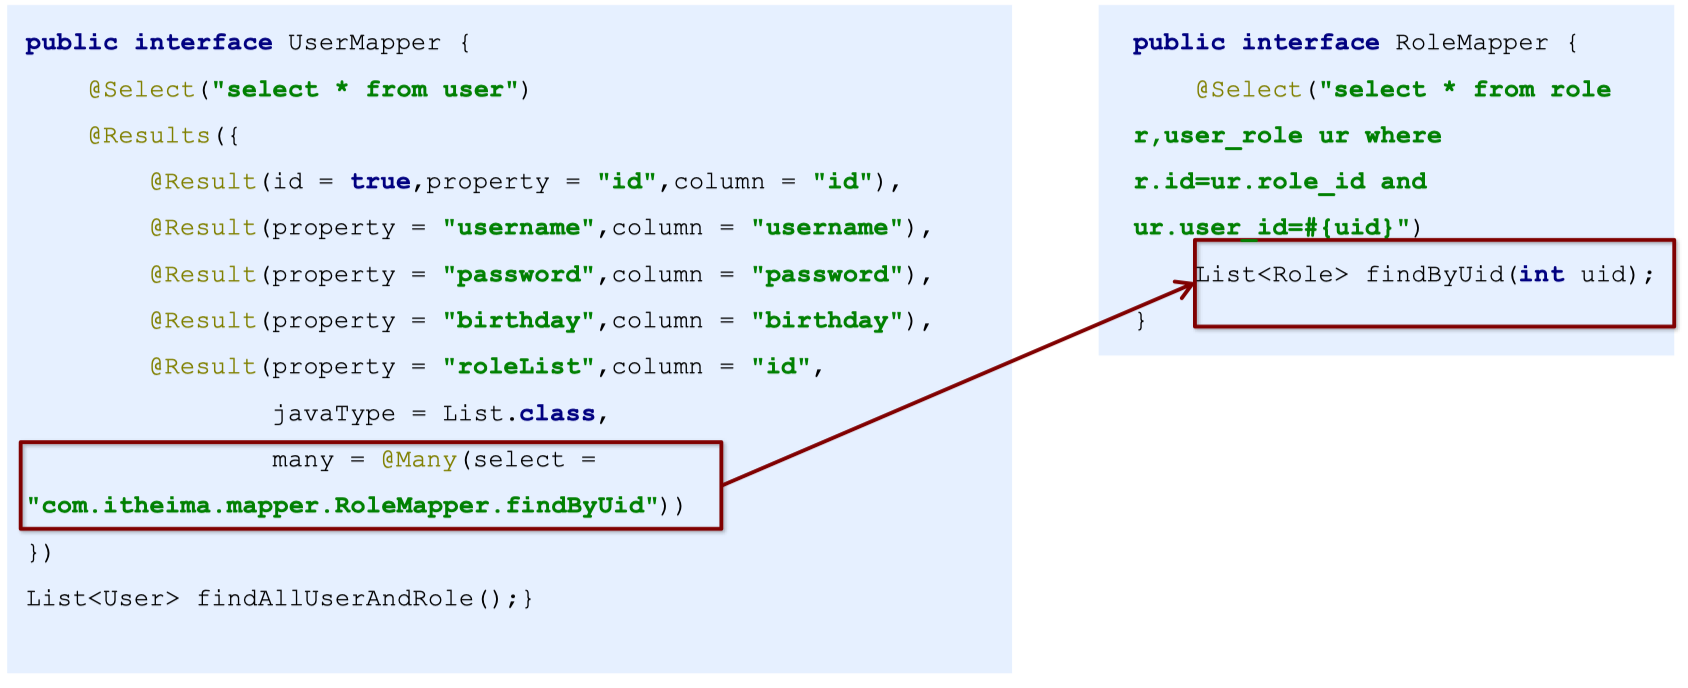 public interface UserMapper {
@Select("select * from user")
@Results({
@Result(id = true,property = "id",column = "id"),
@Result(property = "username",column = "username"),
@Result(property = "password",column = "password"),
@Result(property = "birthday",column = "birthday"),
@Result(property = "roleList",column = "id",
javaType = List.class,
many = @Many(select =
"com.itheima.mapper.RoleMapper.findByUid"))
})
List<User> findAllUserAndRole();}
public interface RoleMapper {
@Select("select * from role
r,user_role ur where
r.id=ur.role_id and
ur.user_id=#{uid}")
List<Role> findByUid(int uid);
}